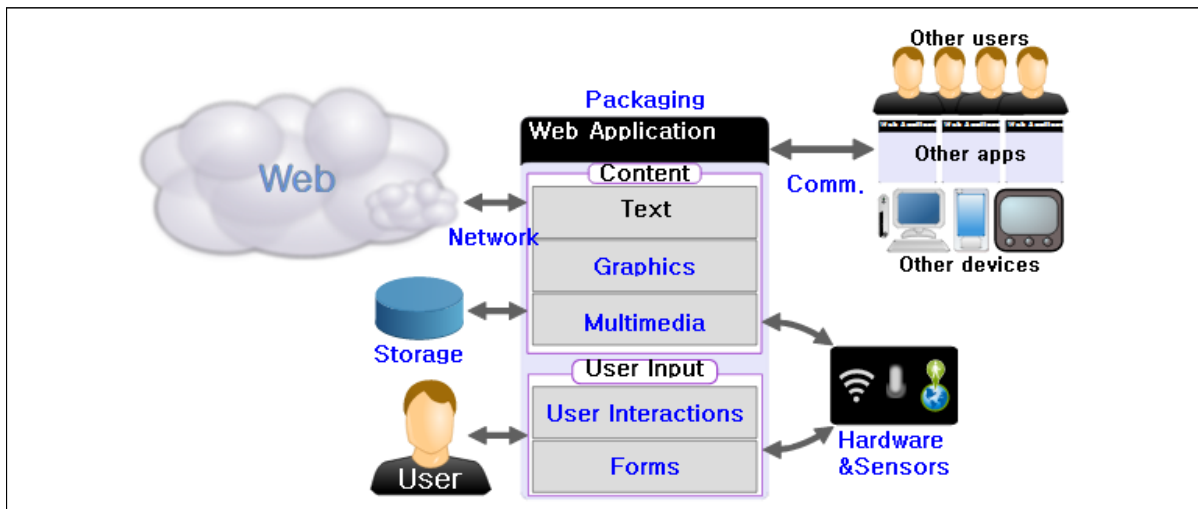 Other users
Packaging
Web Application
Other apps
Comm.
Content
Web
Text
Network
Graphics
Other devices
Multimedia
Storage
User Input
User Interactions
Hardware
&Sensors
Forms
User